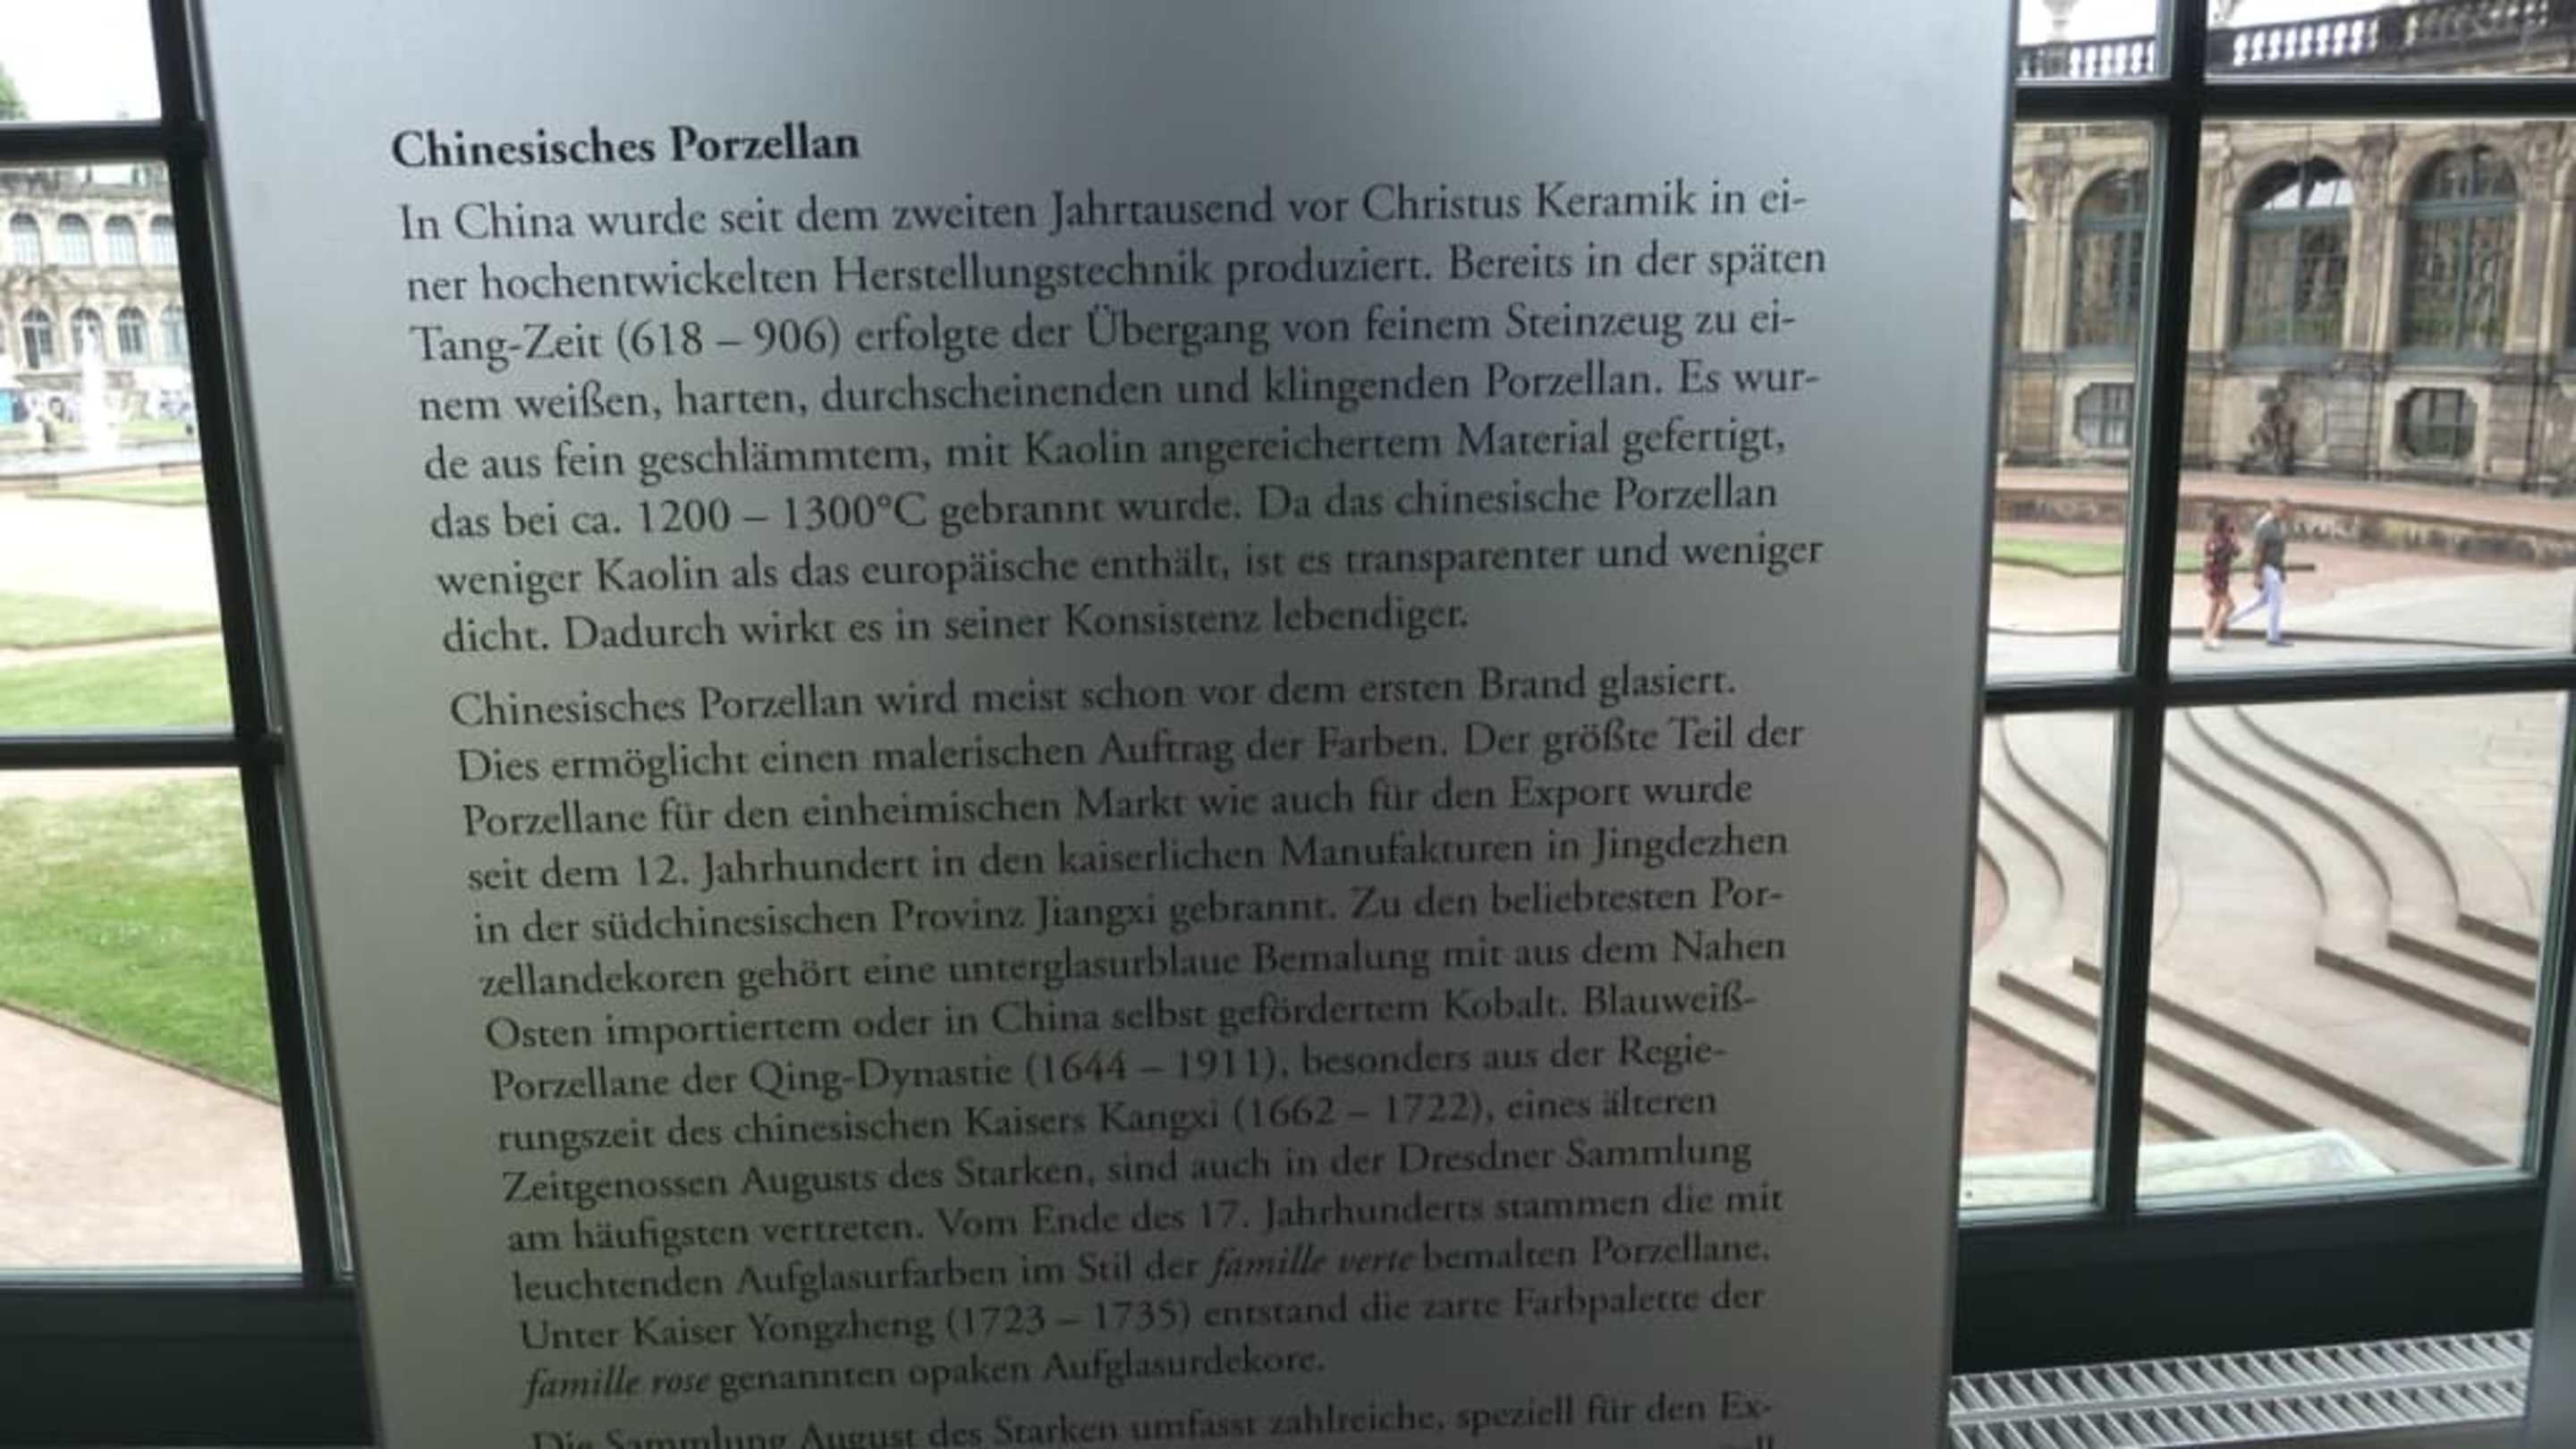 Chinesisches Porzellan
In China wurde seit dem zweiten Jahrtausend vor Christus Keramik in ei-
ner hochentwickelten Herstellungstechnik produziert. Bereits in der späten
Tang-Zeit (618 – 906) erfolgte der Übergang von feinem Steinzeug zu ei-
nem weißen, harten, durchscheinenden und klingenden Porzellan. Es wur-
de aus fein geschlämmtem, mit Kaolin angereichertem Material gefertigt,
das bei ca. 1200 – 1300°C gebrannt wurde. Da das chinesische Porzellan
weniger Kaolin als das europäische enthält, ist es transparenter und weniger
dicht. Dadurch wirkt es in seiner Konsistenz lebendiger.
Chinesisches Porzellan wird meist schon vor dem ersten Brand glasiert.
Dies ermöglicht einen malerischen Auftrag der Farben. Der größte Teil der
Porzellane für den einheimischen Markt wie auch für den Export wurde
seit dem 12. Jahrhundert in den kaiserlichen Manufakturen in Jingdezhen
in der südchinesischen Provinz Jiangxi gebrannt. Zu den beliebtesten Por-
zellandekoren gehört eine unterglasurblaue Bemalung mit aus dem Nahen
Osten importiertem oder in China selbst gefördertem Kobalt. Blauweiß-
Porzellane der Qing-Dynastie (1644 – 1911), besonders aus der Regie-
rungszeit des chinesischen Kaisers Kangxi (1662 – 1722), eines älteren
Zeitgenossen Augusts des Starken, sind auch in der Dresdner Sammlung
am häufigsten vertreten. Vom Ende des 17. Jahrhunderts stammen die mit
leuchtenden Aufglasurfarben im Stil der famille verte bemalten Porzellane.
Unter Kaiser Yongzheng (1723 – 1735) entstand die zarte Farbpalette der
famille rose genannten opaken Aufglasurdekore.
Die Sammlung August des Starken umfasst zahlreiche, speziell für den Ex-